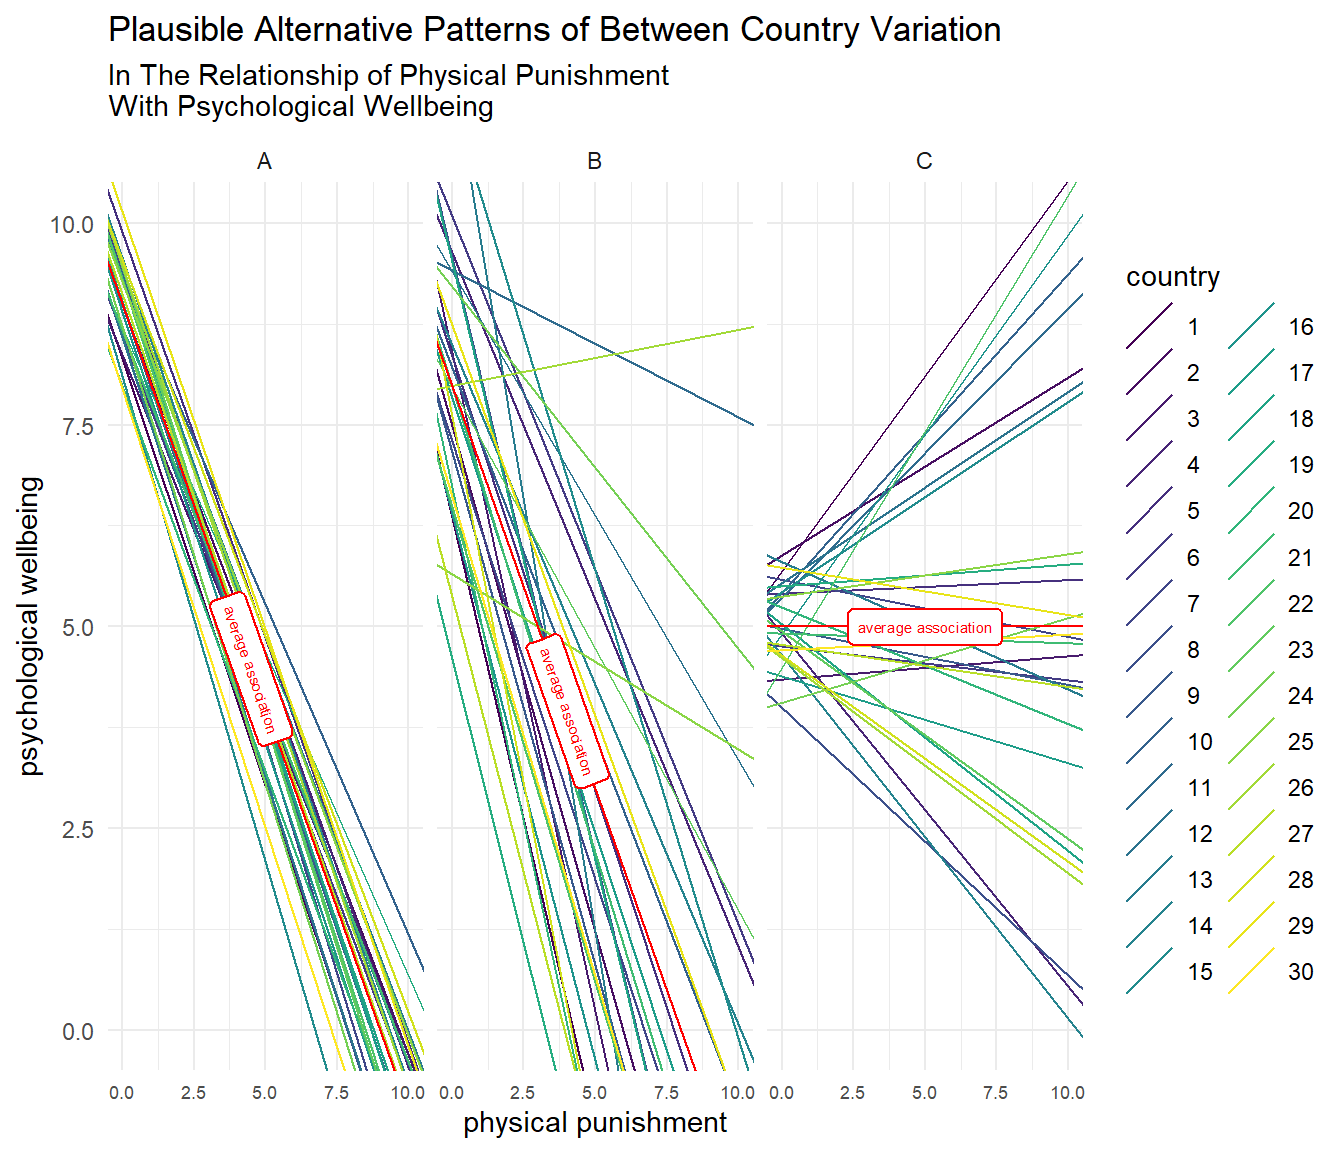 Plausible Alternative Patterns of Between Country Variation
In The Relationship of Physical Punishment
With Psychological Wellbeing
A
B
C
10.0
7.5
5.0
2.5
0.0
psychological wellbeing
average association
average association
average association
0.0 2.5 5.0 7.5 10.0
0.0 2.5 5.0 7.5 10.0
0.0 2.5 5.0 7.5 10.0
physical punishment
country
1
2
3
4
5
6
7
8
9
10
11
12
13
14
15
16
17
18
19
20
21
22
23
24
25
26
27
28
29
30